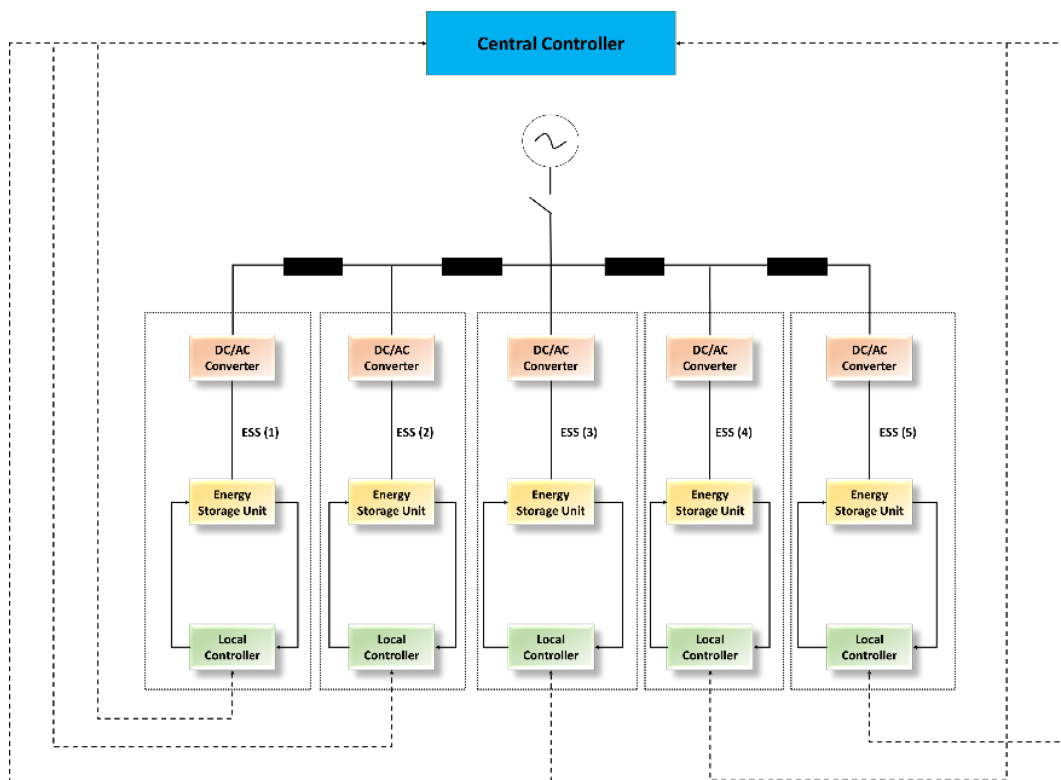 Central Controller
DC/AC
Converter
DC/AC
Converter
DC/AC
Converter
DC/AC
Converter
DC/AC
Converter
ESS (1)
ESS (2)
ESS (3)
ESS (4)
ESS (5)
Energy
Storage Unit
Energy
Storage Unit
Energy
Storage Unit
Energy
Storage Unit
Energy
Storage Unit
Local
Controller
Local
Controller
Local
Controller
Local
Controller
Local
Controller